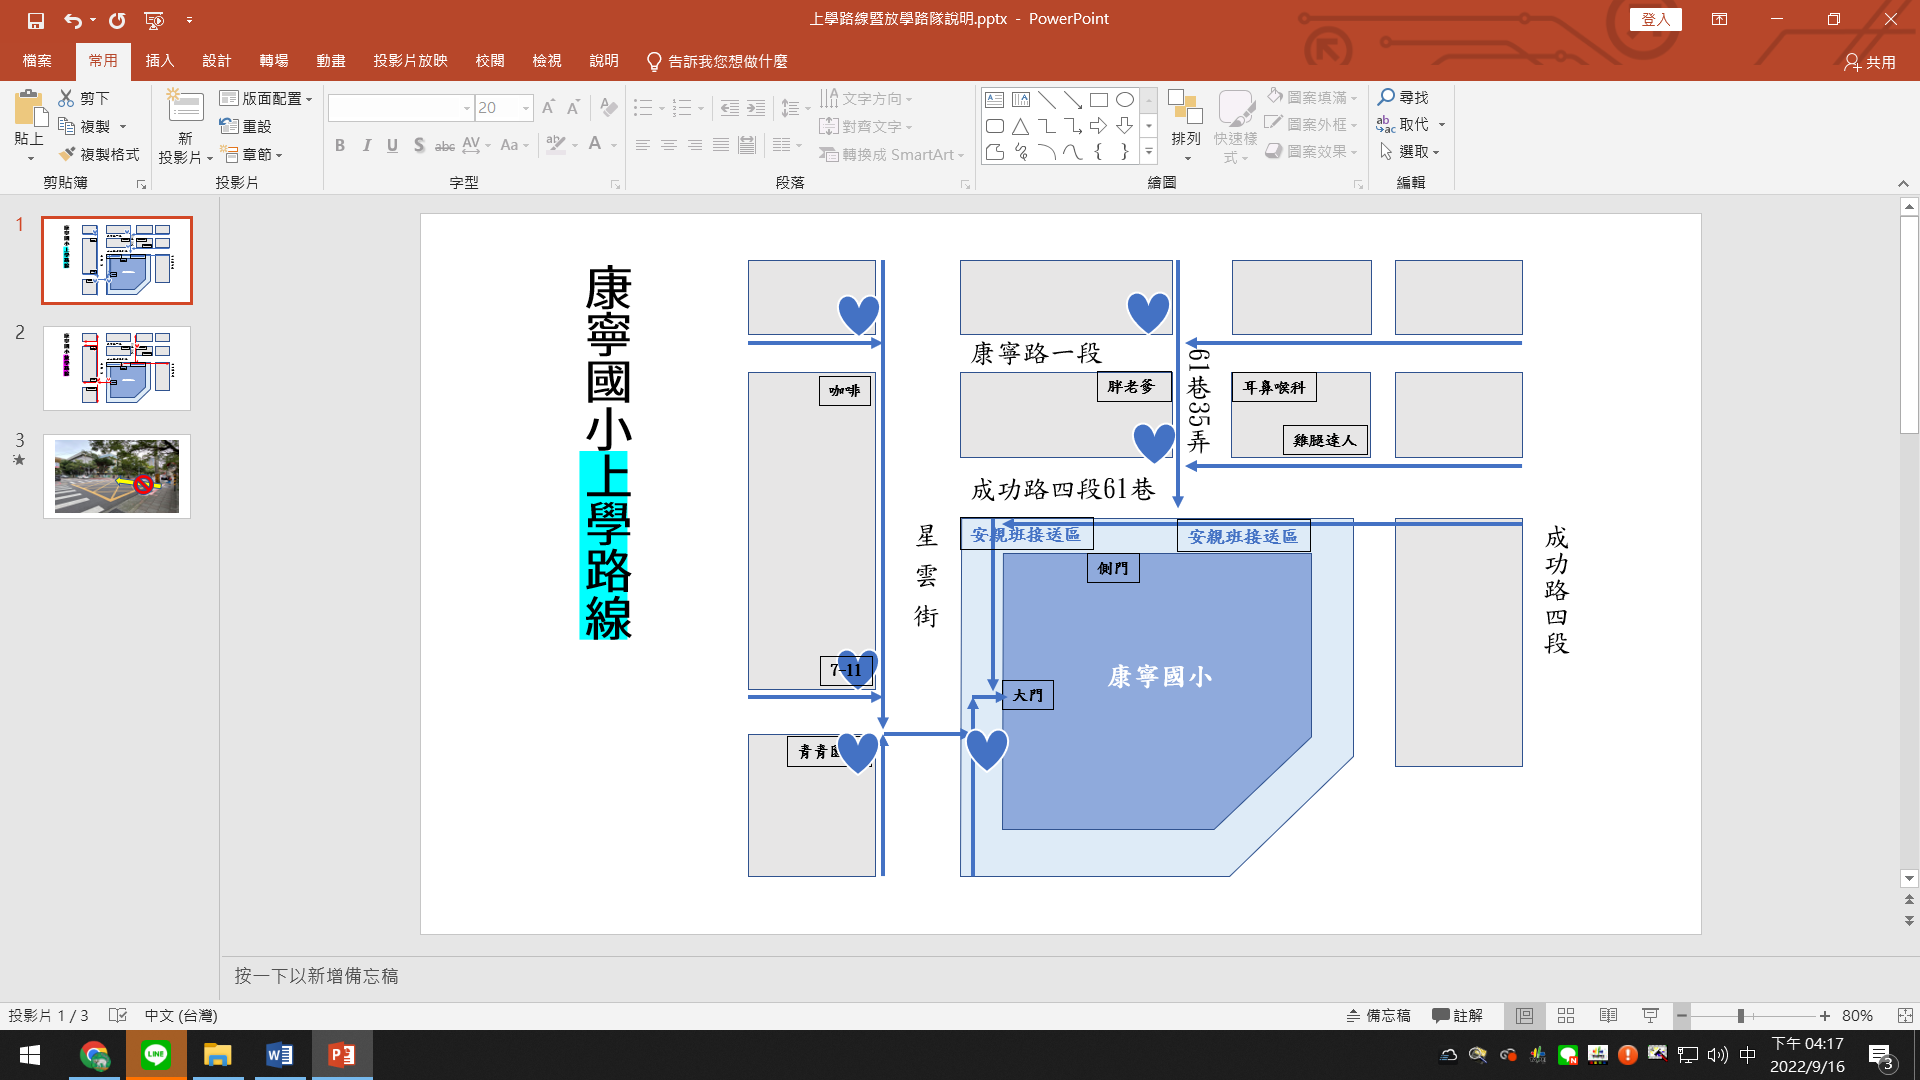 上學路線暨放學路隊說明.pptx - PowerPoint
登入
檔案
常用
插入
設計
轉場
動畫
投影片放映
校閱
檢視
說明
告訴我您想做什麼
共用
貼上
剪下
複製
複製格式
剪貼簿
新
投影片
版面配置
重設
章節
投影片
20
B I U S abc AV Aa
A
字型
文字方向
對齊文字
轉換成 SmartArt
段落
排列
快速樣
式
圖案填滿
圖案外框
圖案效果
繪圖
尋找
取代
選取
編輯
1
2
3
康寧國小上學路線
康寧路一段
61巷35弄
咖啡
胖老爹
耳鼻喉科
雞腿達人
成功路四段61巷
星雲街
安親班接送區
安親班接送區
側門
成功路四段
康寧國小
7-11
大門
青青
按一下以新增備忘稿
投影片 1 / 3
中文 (台灣)
備忘稿
註解
80%
中
下午 04:17
2022/9/16
3